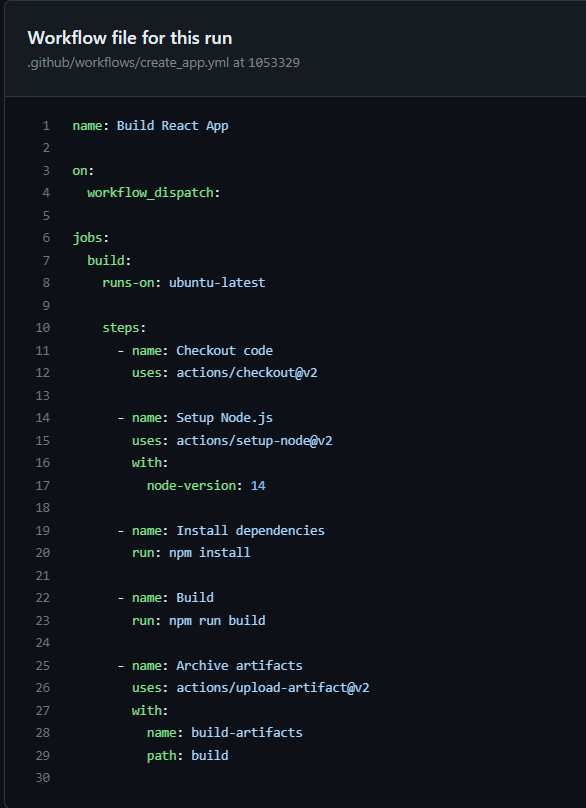 Workflow file for this run
.github/workflows/create_app.yml at 1053329
1 name: Build React App
2
3 on:
4   workflow_dispatch:
5
6 jobs:
7   build:
8     runs-on: ubuntu-latest
9
10     steps:
11       - name: Checkout code
12         uses: actions/checkout@v2
13
14       - name: Setup Node.js
15         uses: actions/setup-node@v2
16         with:
17           node-version: 14
18
19       - name: Install dependencies
20         run: npm install
21
22       - name: Build
23         run: npm run build
24
25       - name: Archive artifacts
26         uses: actions/upload-artifact@v2
27         with:
28           name: build-artifacts
29           path: build
30